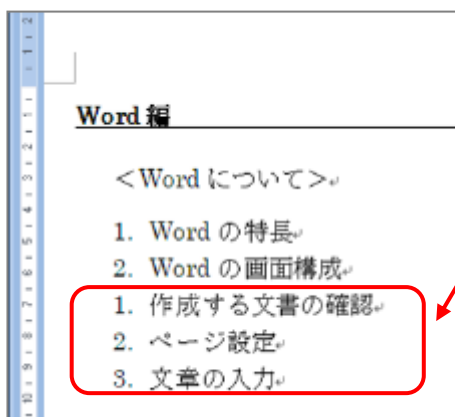 Word 編
＜Word について＞
1. Word の特長
2. Word の画面構成
1. 作成する文書の確認
2. ページ設定
3. 文章の入力